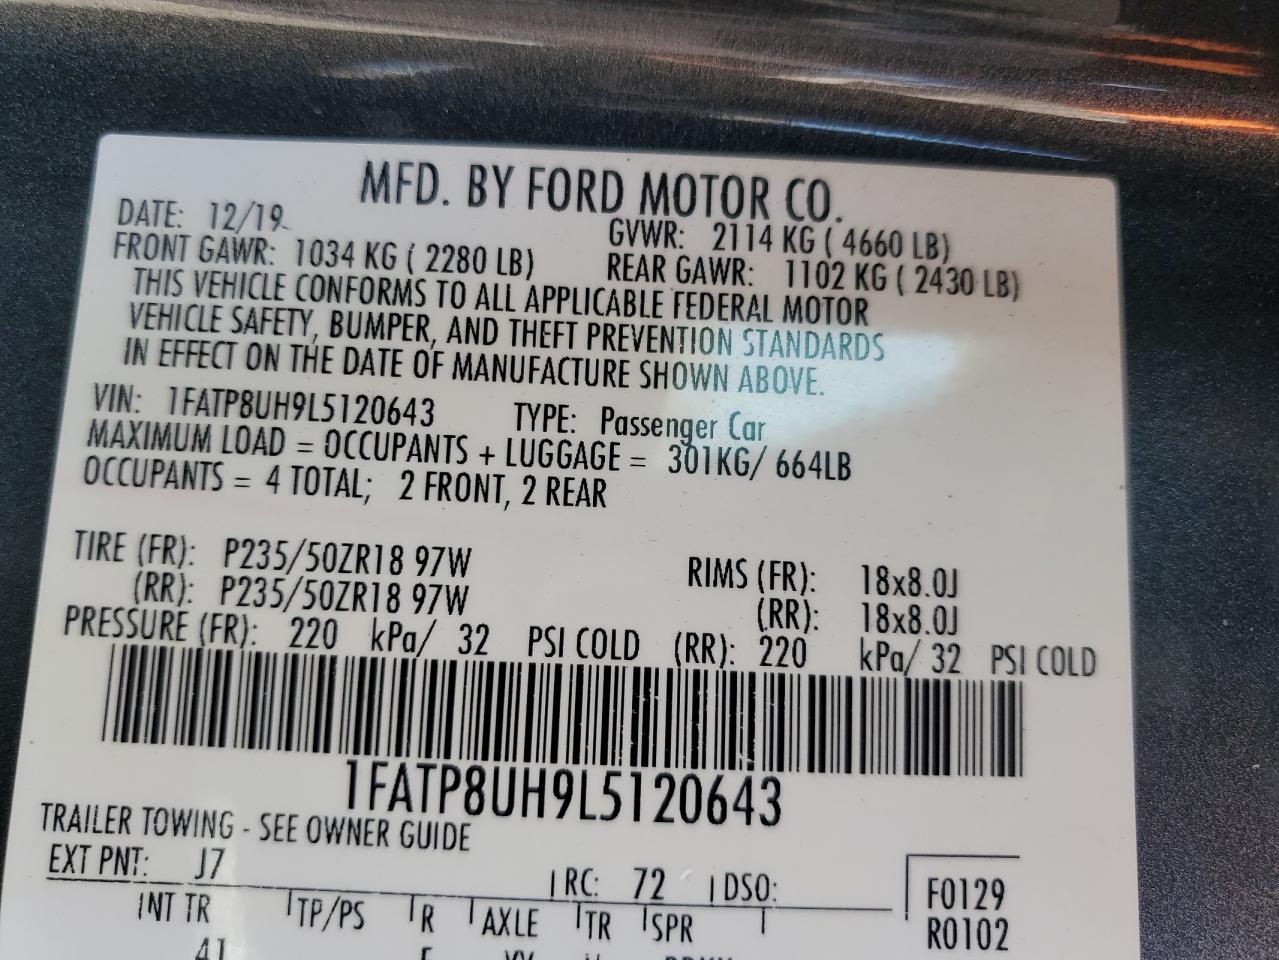 MFD. BY FORD MOTOR CO.
DATE: 12/19 GVWR: 2114 KG ( 4660 LB)
FRONT GAWR: 1034 KG ( 2280 LB) REAR GAWR: 1102 KG ( 2430 LB)
THIS VEHICLE CONFORMS TO ALL APPLICABLE FEDERAL MOTOR
VEHICLE SAFETY, BUMPER, AND THEFT PREVENTION STANDARDS
IN EFFECT ON THE DATE OF MANUFACTURE SHOWN ABOVE.
VIN: 1FATP8UH9L5120643 TYPE: Passenger Car
MAXIMUM LOAD = OCCUPANTS + LUGGAGE = 301KG/ 664LB
OCCUPANTS = 4 TOTAL; 2 FRONT, 2 REAR
TIRE (FR): P235/50ZR18 97W RIMS (FR): 18x8.0J
(RR): P235/50ZR18 97W (RR): 18x8.0J
PRESSURE (FR): 220 kPa/ 32 PSI COLD (RR): 220 kPa/ 32 PSI COLD
1FATP8UH9L5120643
TRAILER TOWING - SEE OWNER GUIDE
EXT PNT: J7 RC: 72 DSO: F0129
INT TR TP/PS R AXLE TR SPR R0102
41